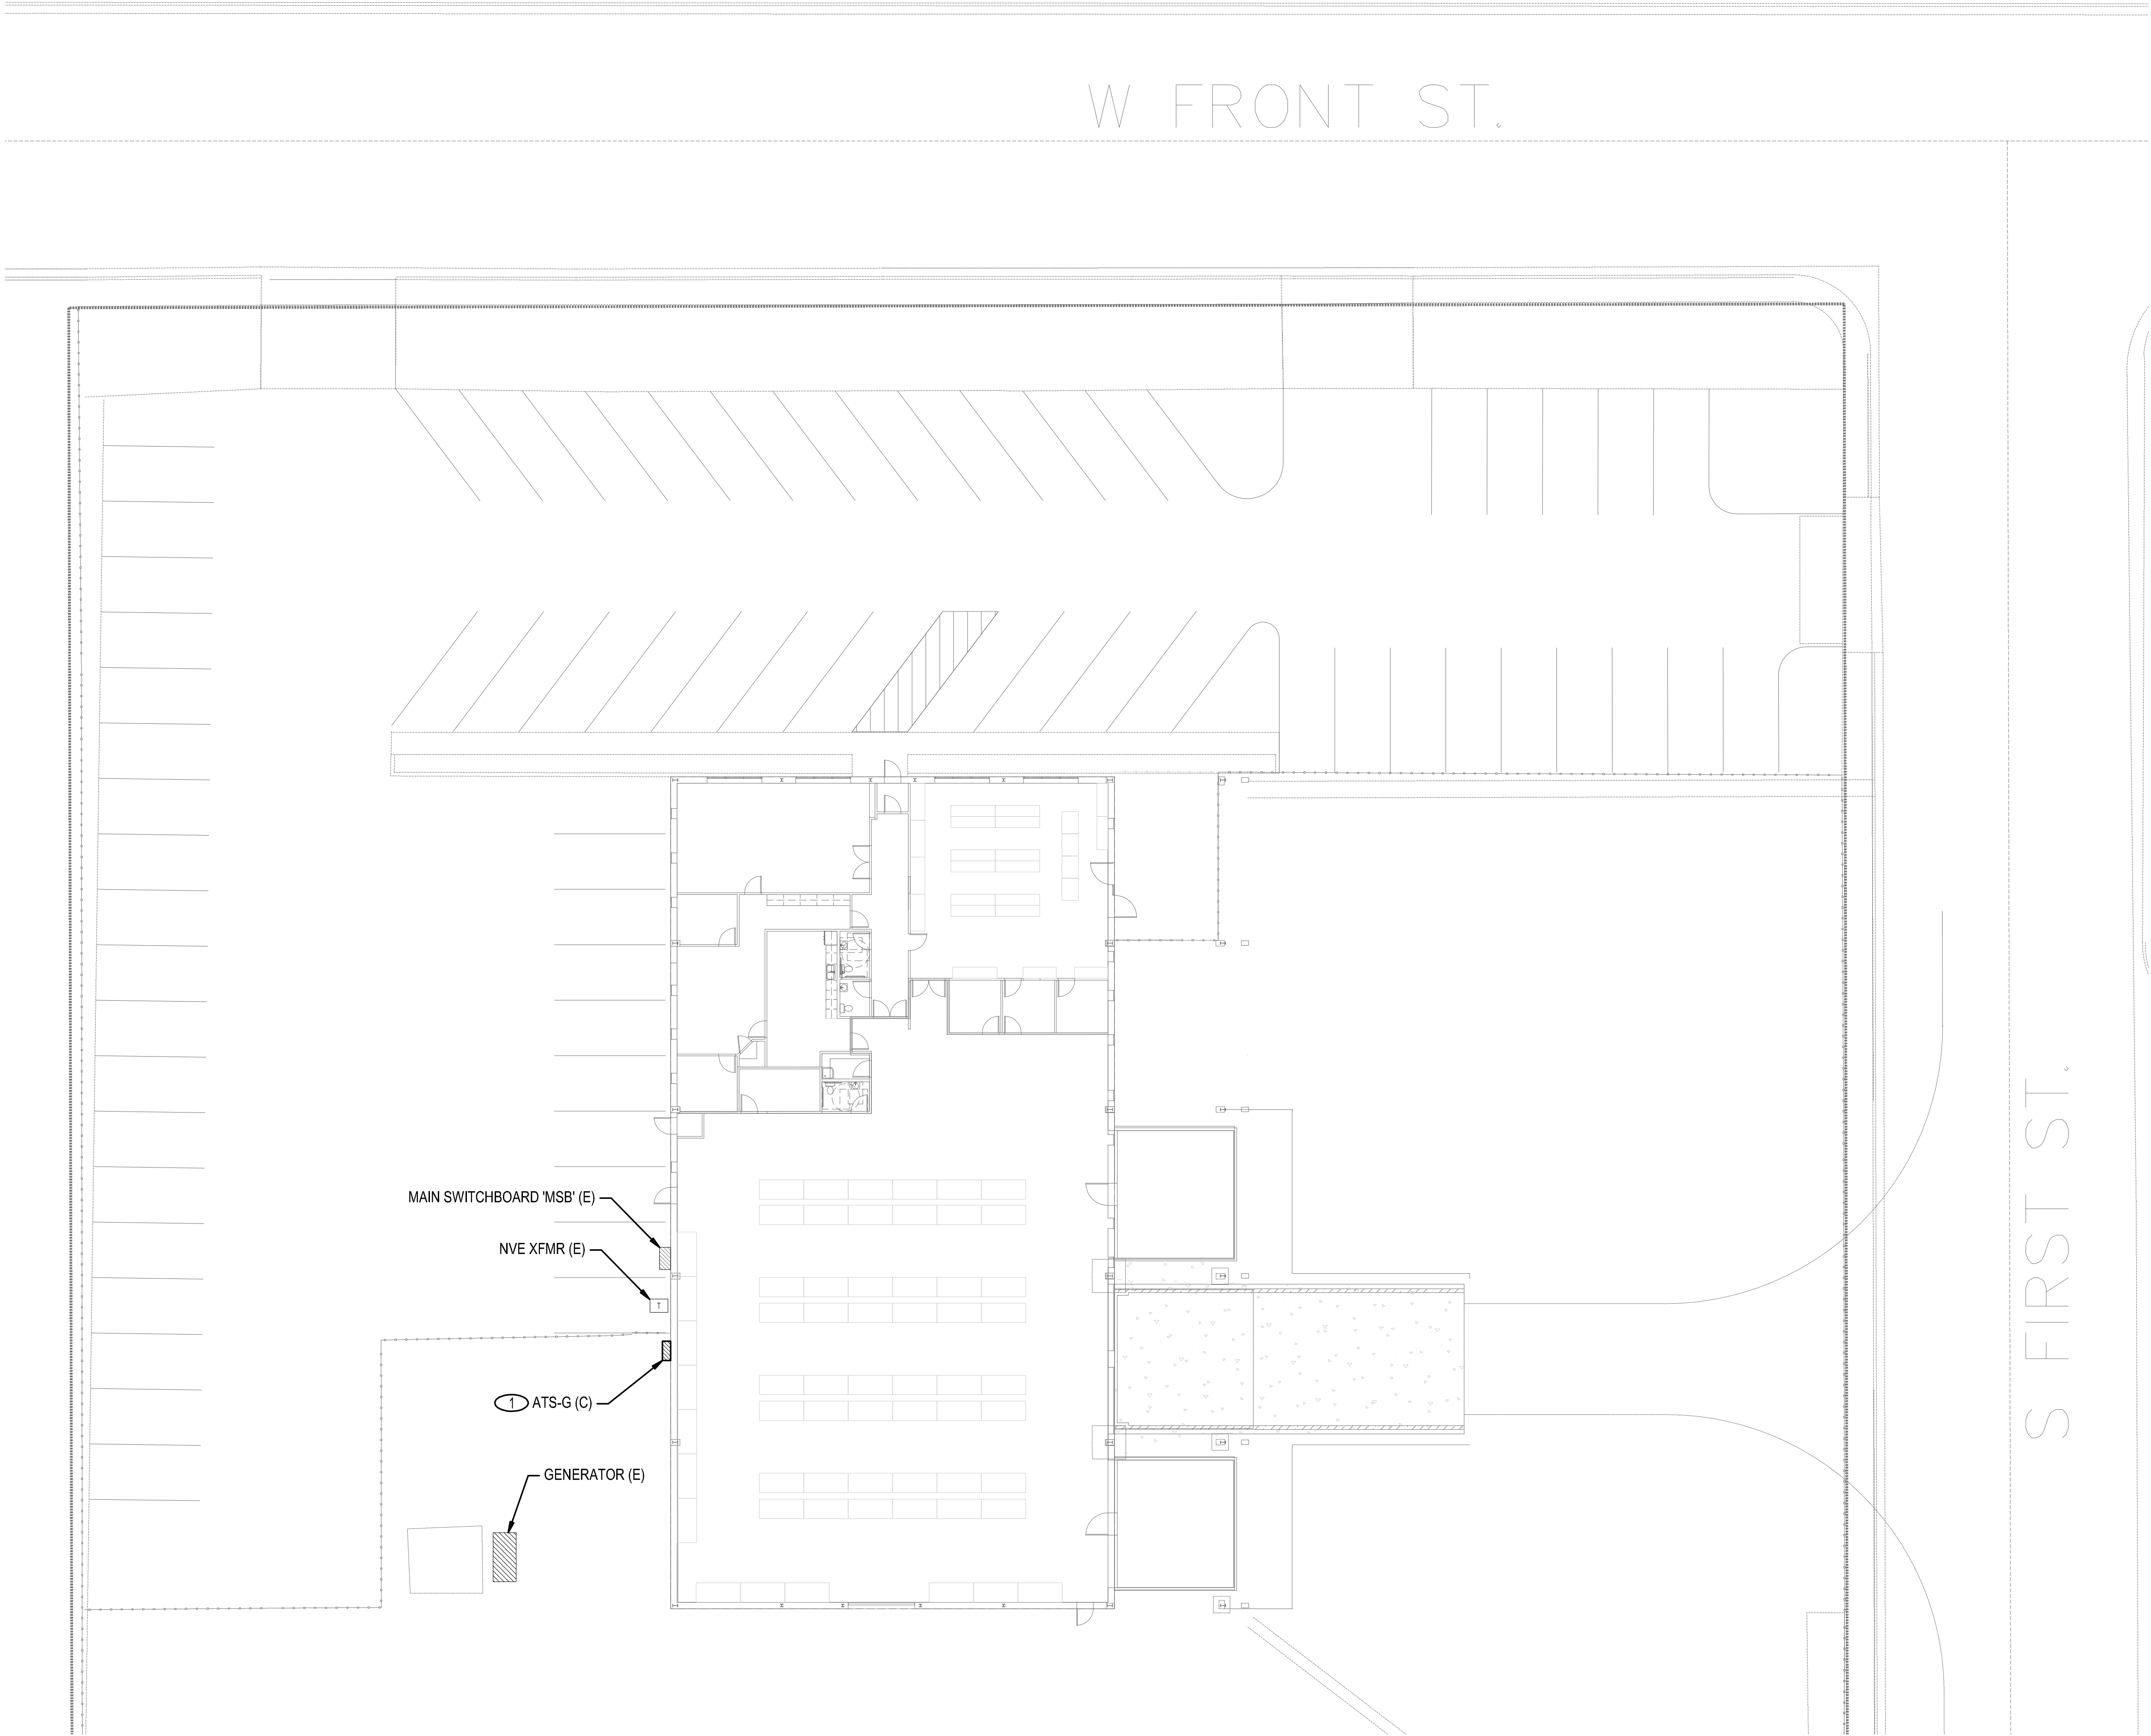 W FRONT ST.
S FIRST ST.
MAIN SWITCHBOARD 'MSB' (E)
NVE XFMR (E)
T
1 ATS-G (C)
GENERATOR (E)